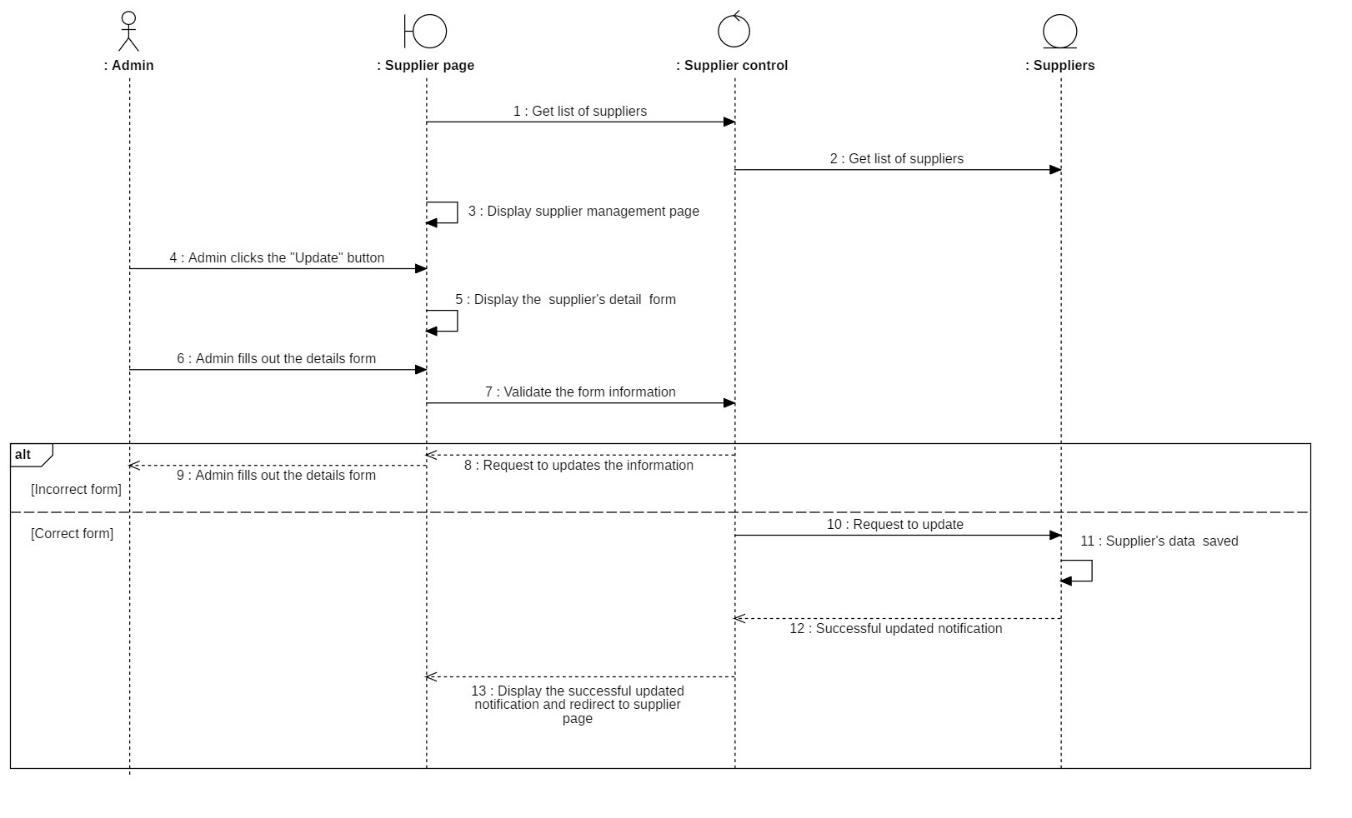 : Admin
: Supplier page
: Supplier control
: Suppliers
1 : Get list of suppliers
2 : Get list of suppliers
3 : Display supplier management page
4 : Admin clicks the "Update" button
5 : Display the  supplier's detail  form
6 : Admin fills out the details form
7 : Validate the form information
alt
8 : Request to updates the information
9 : Admin fills out the details form
[Incorrect form]
10 : Request to update
[Correct form]
11 : Supplier's data  saved
12 : Successful updated notification
13 : Display the successful updated
notification and redirect to supplier
page